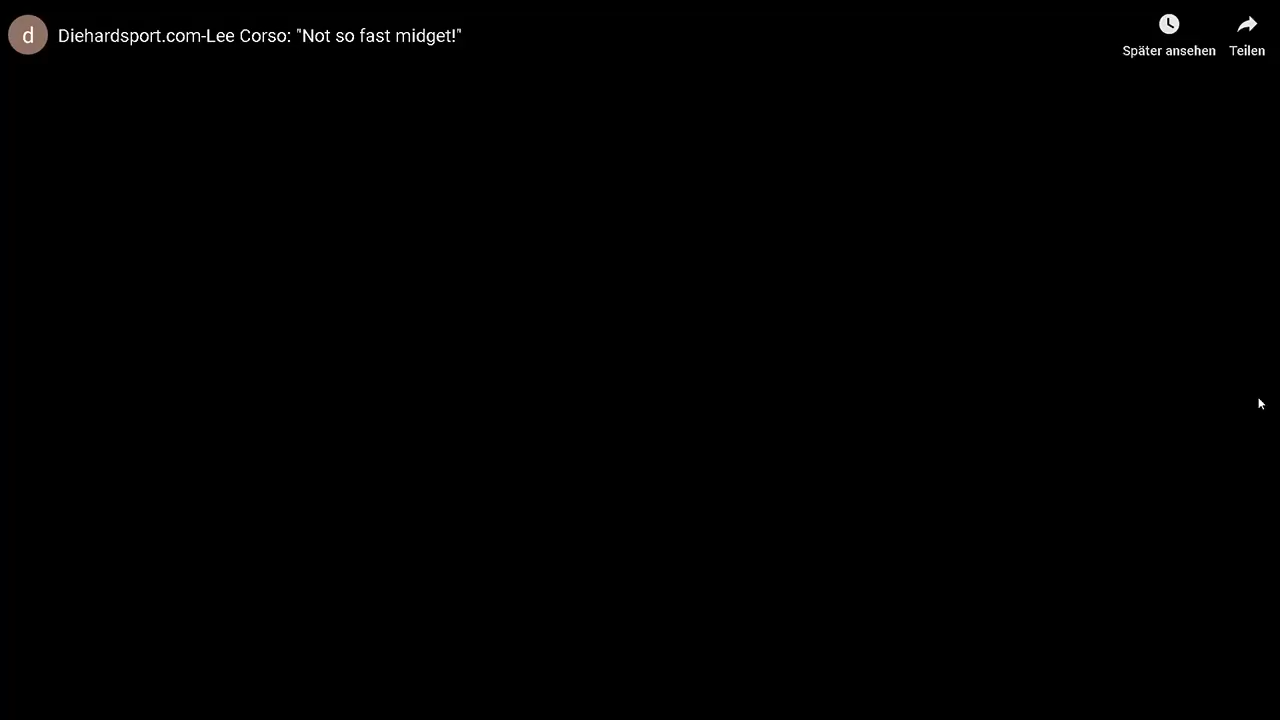 d
Diehardsport.com-Lee Corso: "Not so fast midget!"
Später ansehen
Teilen